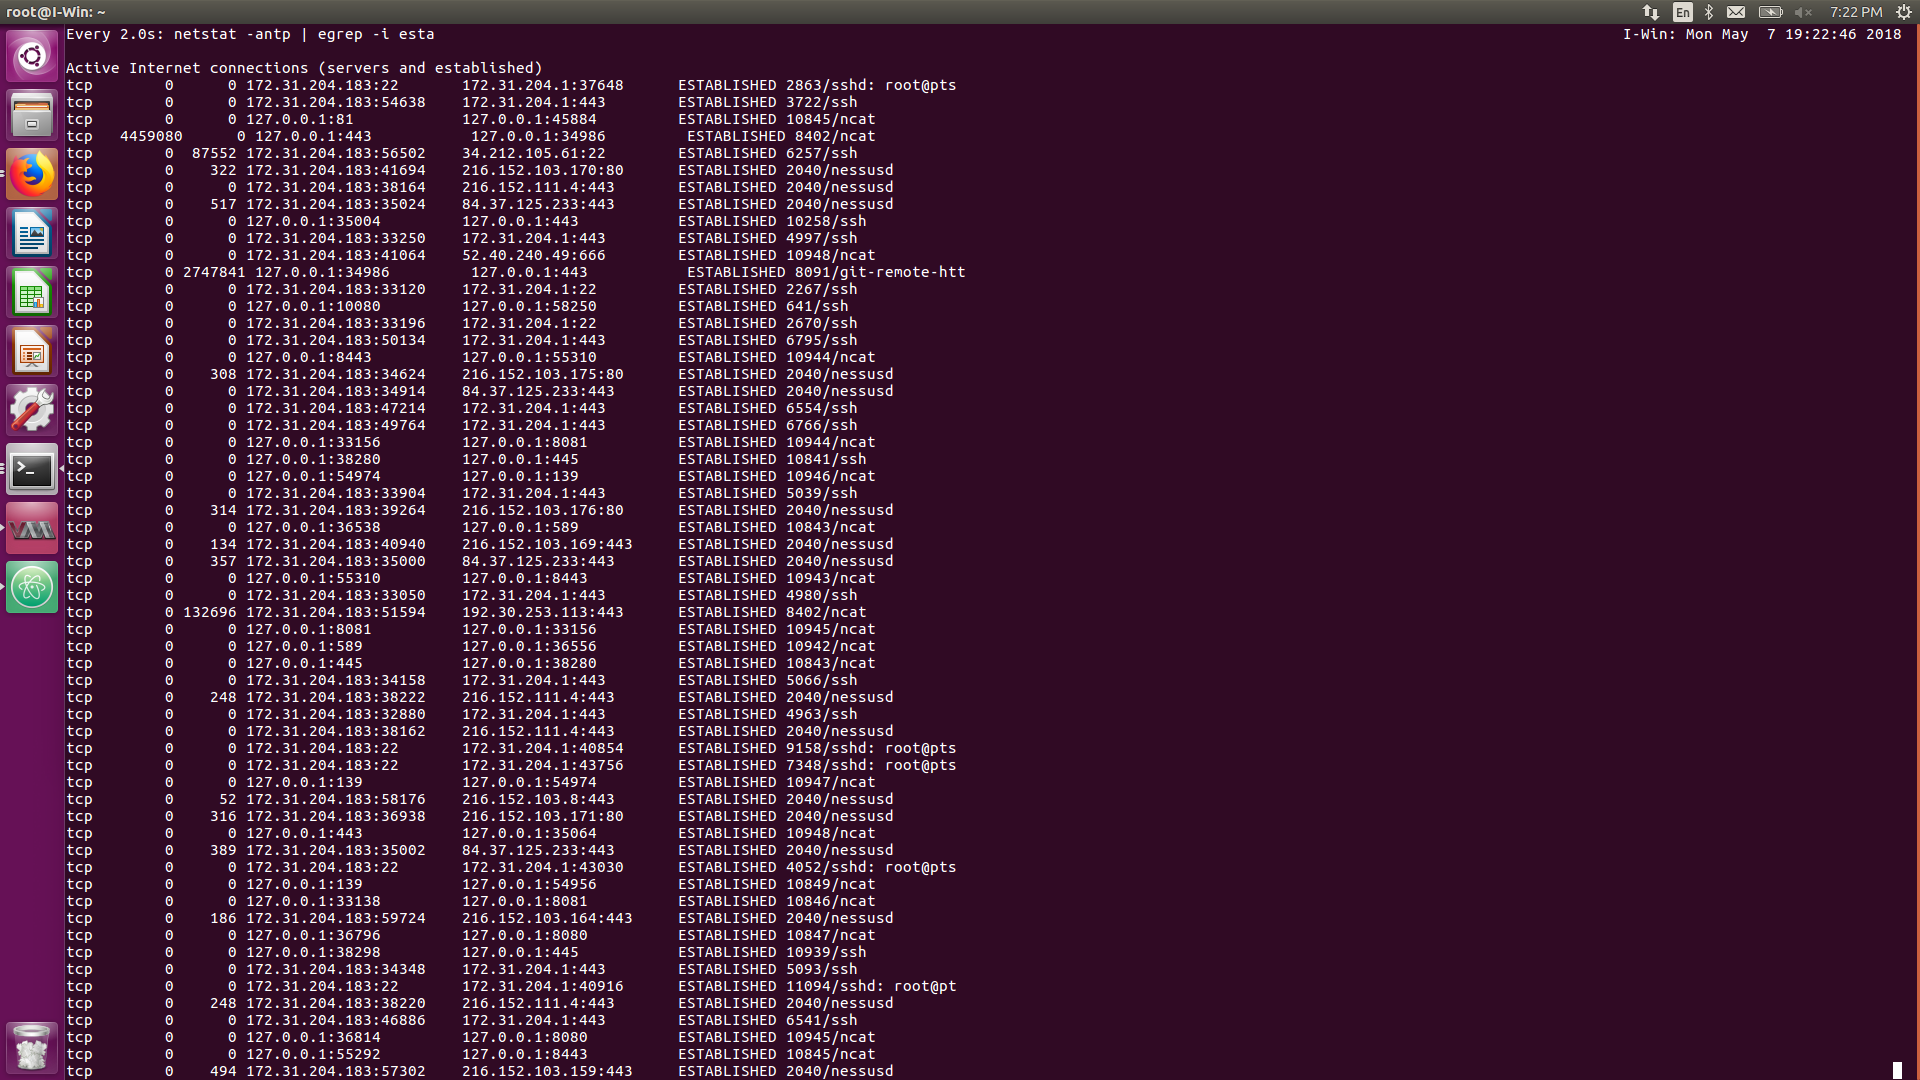 root@I-Win: ~
En
7:22 PM
Every 2.0s: netstat -antp | egrep -i esta I-Win: Mon May  7 19:22:46 2018
Active Internet connections (servers and established)
tcp 0 0 172.31.204.183:22 172.31.204.1:37648 ESTABLISHED 2863/sshd: root@pts
tcp 0 0 172.31.204.183:54638 172.31.204.1:443 ESTABLISHED 3722/ssh
tcp 0 0 127.0.0.1:81 127.0.0.1:45884 ESTABLISHED 10845/ncat
tcp 4459080 0 127.0.0.1:443 127.0.0.1:34986 ESTABLISHED 8402/ncat
tcp 0 87552 172.31.204.183:56502 34.212.105.61:22 ESTABLISHED 6257/ssh
tcp 0 322 172.31.204.183:41694 216.152.103.170:80 ESTABLISHED 2040/nessusd
tcp 0 0 172.31.204.183:38164 216.152.111.4:443 ESTABLISHED 2040/nessusd
tcp 0 517 172.31.204.183:35024 84.37.125.233:443 ESTABLISHED 2040/nessusd
tcp 0 0 127.0.0.1:35004 127.0.0.1:443 ESTABLISHED 10258/ssh
tcp 0 0 172.31.204.183:33250 172.31.204.1:443 ESTABLISHED 4997/ssh
tcp 0 0 172.31.204.183:41064 52.40.240.49:666 ESTABLISHED 10948/ncat
tcp 0 2747841 127.0.0.1:34986 127.0.0.1:443 ESTABLISHED 8091/git-remote-htt
tcp 0 0 172.31.204.183:33120 172.31.204.1:22 ESTABLISHED 2267/ssh
tcp 0 0 127.0.0.1:10080 127.0.0.1:58250 ESTABLISHED 641/ssh
tcp 0 0 172.31.204.183:33196 172.31.204.1:22 ESTABLISHED 2670/ssh
tcp 0 0 172.31.204.183:50134 172.31.204.1:443 ESTABLISHED 6795/ssh
tcp 0 0 127.0.0.1:8443 127.0.0.1:55310 ESTABLISHED 10944/ncat
tcp 0 308 172.31.204.183:34624 216.152.103.175:80 ESTABLISHED 2040/nessusd
tcp 0 0 172.31.204.183:34914 84.37.125.233:443 ESTABLISHED 2040/nessusd
tcp 0 0 172.31.204.183:47214 172.31.204.1:443 ESTABLISHED 6554/ssh
tcp 0 0 172.31.204.183:49764 172.31.204.1:443 ESTABLISHED 6766/ssh
tcp 0 0 127.0.0.1:33156 127.0.0.1:8081 ESTABLISHED 10944/ncat
tcp 0 0 127.0.0.1:38280 127.0.0.1:445 ESTABLISHED 10841/ssh
tcp 0 0 127.0.0.1:54974 127.0.0.1:139 ESTABLISHED 10946/ncat
tcp 0 0 172.31.204.183:33904 172.31.204.1:443 ESTABLISHED 5039/ssh
tcp 0 314 172.31.204.183:39264 216.152.103.176:80 ESTABLISHED 2040/nessusd
tcp 0 0 127.0.0.1:36538 127.0.0.1:589 ESTABLISHED 10843/ncat
tcp 0 134 172.31.204.183:40940 216.152.103.169:443 ESTABLISHED 2040/nessusd
tcp 0 357 172.31.204.183:35000 84.37.125.233:443 ESTABLISHED 2040/nessusd
tcp 0 0 127.0.0.1:55310 127.0.0.1:8443 ESTABLISHED 10943/ncat
tcp 0 0 172.31.204.183:33050 172.31.204.1:443 ESTABLISHED 4980/ssh
tcp 0 132696 172.31.204.183:51594 192.30.253.113:443 ESTABLISHED 8402/ncat
tcp 0 0 127.0.0.1:8081 127.0.0.1:33156 ESTABLISHED 10945/ncat
tcp 0 0 127.0.0.1:589 127.0.0.1:36556 ESTABLISHED 10942/ncat
tcp 0 0 127.0.0.1:445 127.0.0.1:38280 ESTABLISHED 10843/ncat
tcp 0 0 172.31.204.183:34158 172.31.204.1:443 ESTABLISHED 5066/ssh
tcp 0 248 172.31.204.183:38222 216.152.111.4:443 ESTABLISHED 2040/nessusd
tcp 0 0 172.31.204.183:32880 172.31.204.1:443 ESTABLISHED 4963/ssh
tcp 0 0 172.31.204.183:38162 216.152.111.4:443 ESTABLISHED 2040/nessusd
tcp 0 0 172.31.204.183:22 172.31.204.1:40854 ESTABLISHED 9158/sshd: root@pts
tcp 0 0 172.31.204.183:22 172.31.204.1:43756 ESTABLISHED 7348/sshd: root@pts
tcp 0 0 127.0.0.1:139 127.0.0.1:54974 ESTABLISHED 10947/ncat
tcp 0 52 172.31.204.183:58176 216.152.103.8:443 ESTABLISHED 2040/nessusd
tcp 0 316 172.31.204.183:36938 216.152.103.171:80 ESTABLISHED 2040/nessusd
tcp 0 0 127.0.0.1:443 127.0.0.1:35064 ESTABLISHED 10948/ncat
tcp 0 389 172.31.204.183:35002 84.37.125.233:443 ESTABLISHED 2040/nessusd
tcp 0 0 172.31.204.183:22 172.31.204.1:43030 ESTABLISHED 4052/sshd: root@pts
tcp 0 0 127.0.0.1:139 127.0.0.1:54956 ESTABLISHED 10849/ncat
tcp 0 0 127.0.0.1:33138 127.0.0.1:8081 ESTABLISHED 10846/ncat
tcp 0 186 172.31.204.183:59724 216.152.103.164:443 ESTABLISHED 2040/nessusd
tcp 0 0 127.0.0.1:36796 127.0.0.1:8080 ESTABLISHED 10847/ncat
tcp 0 0 127.0.0.1:38298 127.0.0.1:445 ESTABLISHED 10939/ssh
tcp 0 0 172.31.204.183:34348 172.31.204.1:443 ESTABLISHED 5093/ssh
tcp 0 0 172.31.204.183:22 172.31.204.1:40916 ESTABLISHED 11094/sshd: root@pt
tcp 0 248 172.31.204.183:38220 216.152.111.4:443 ESTABLISHED 2040/nessusd
tcp 0 0 172.31.204.183:46886 172.31.204.1:443 ESTABLISHED 6541/ssh
tcp 0 0 127.0.0.1:36814 127.0.0.1:8080 ESTABLISHED 10945/ncat
tcp 0 0 127.0.0.1:55292 127.0.0.1:8443 ESTABLISHED 10845/ncat
tcp 0 494 172.31.204.183:57302 216.152.103.159:443 ESTABLISHED 2040/nessusd